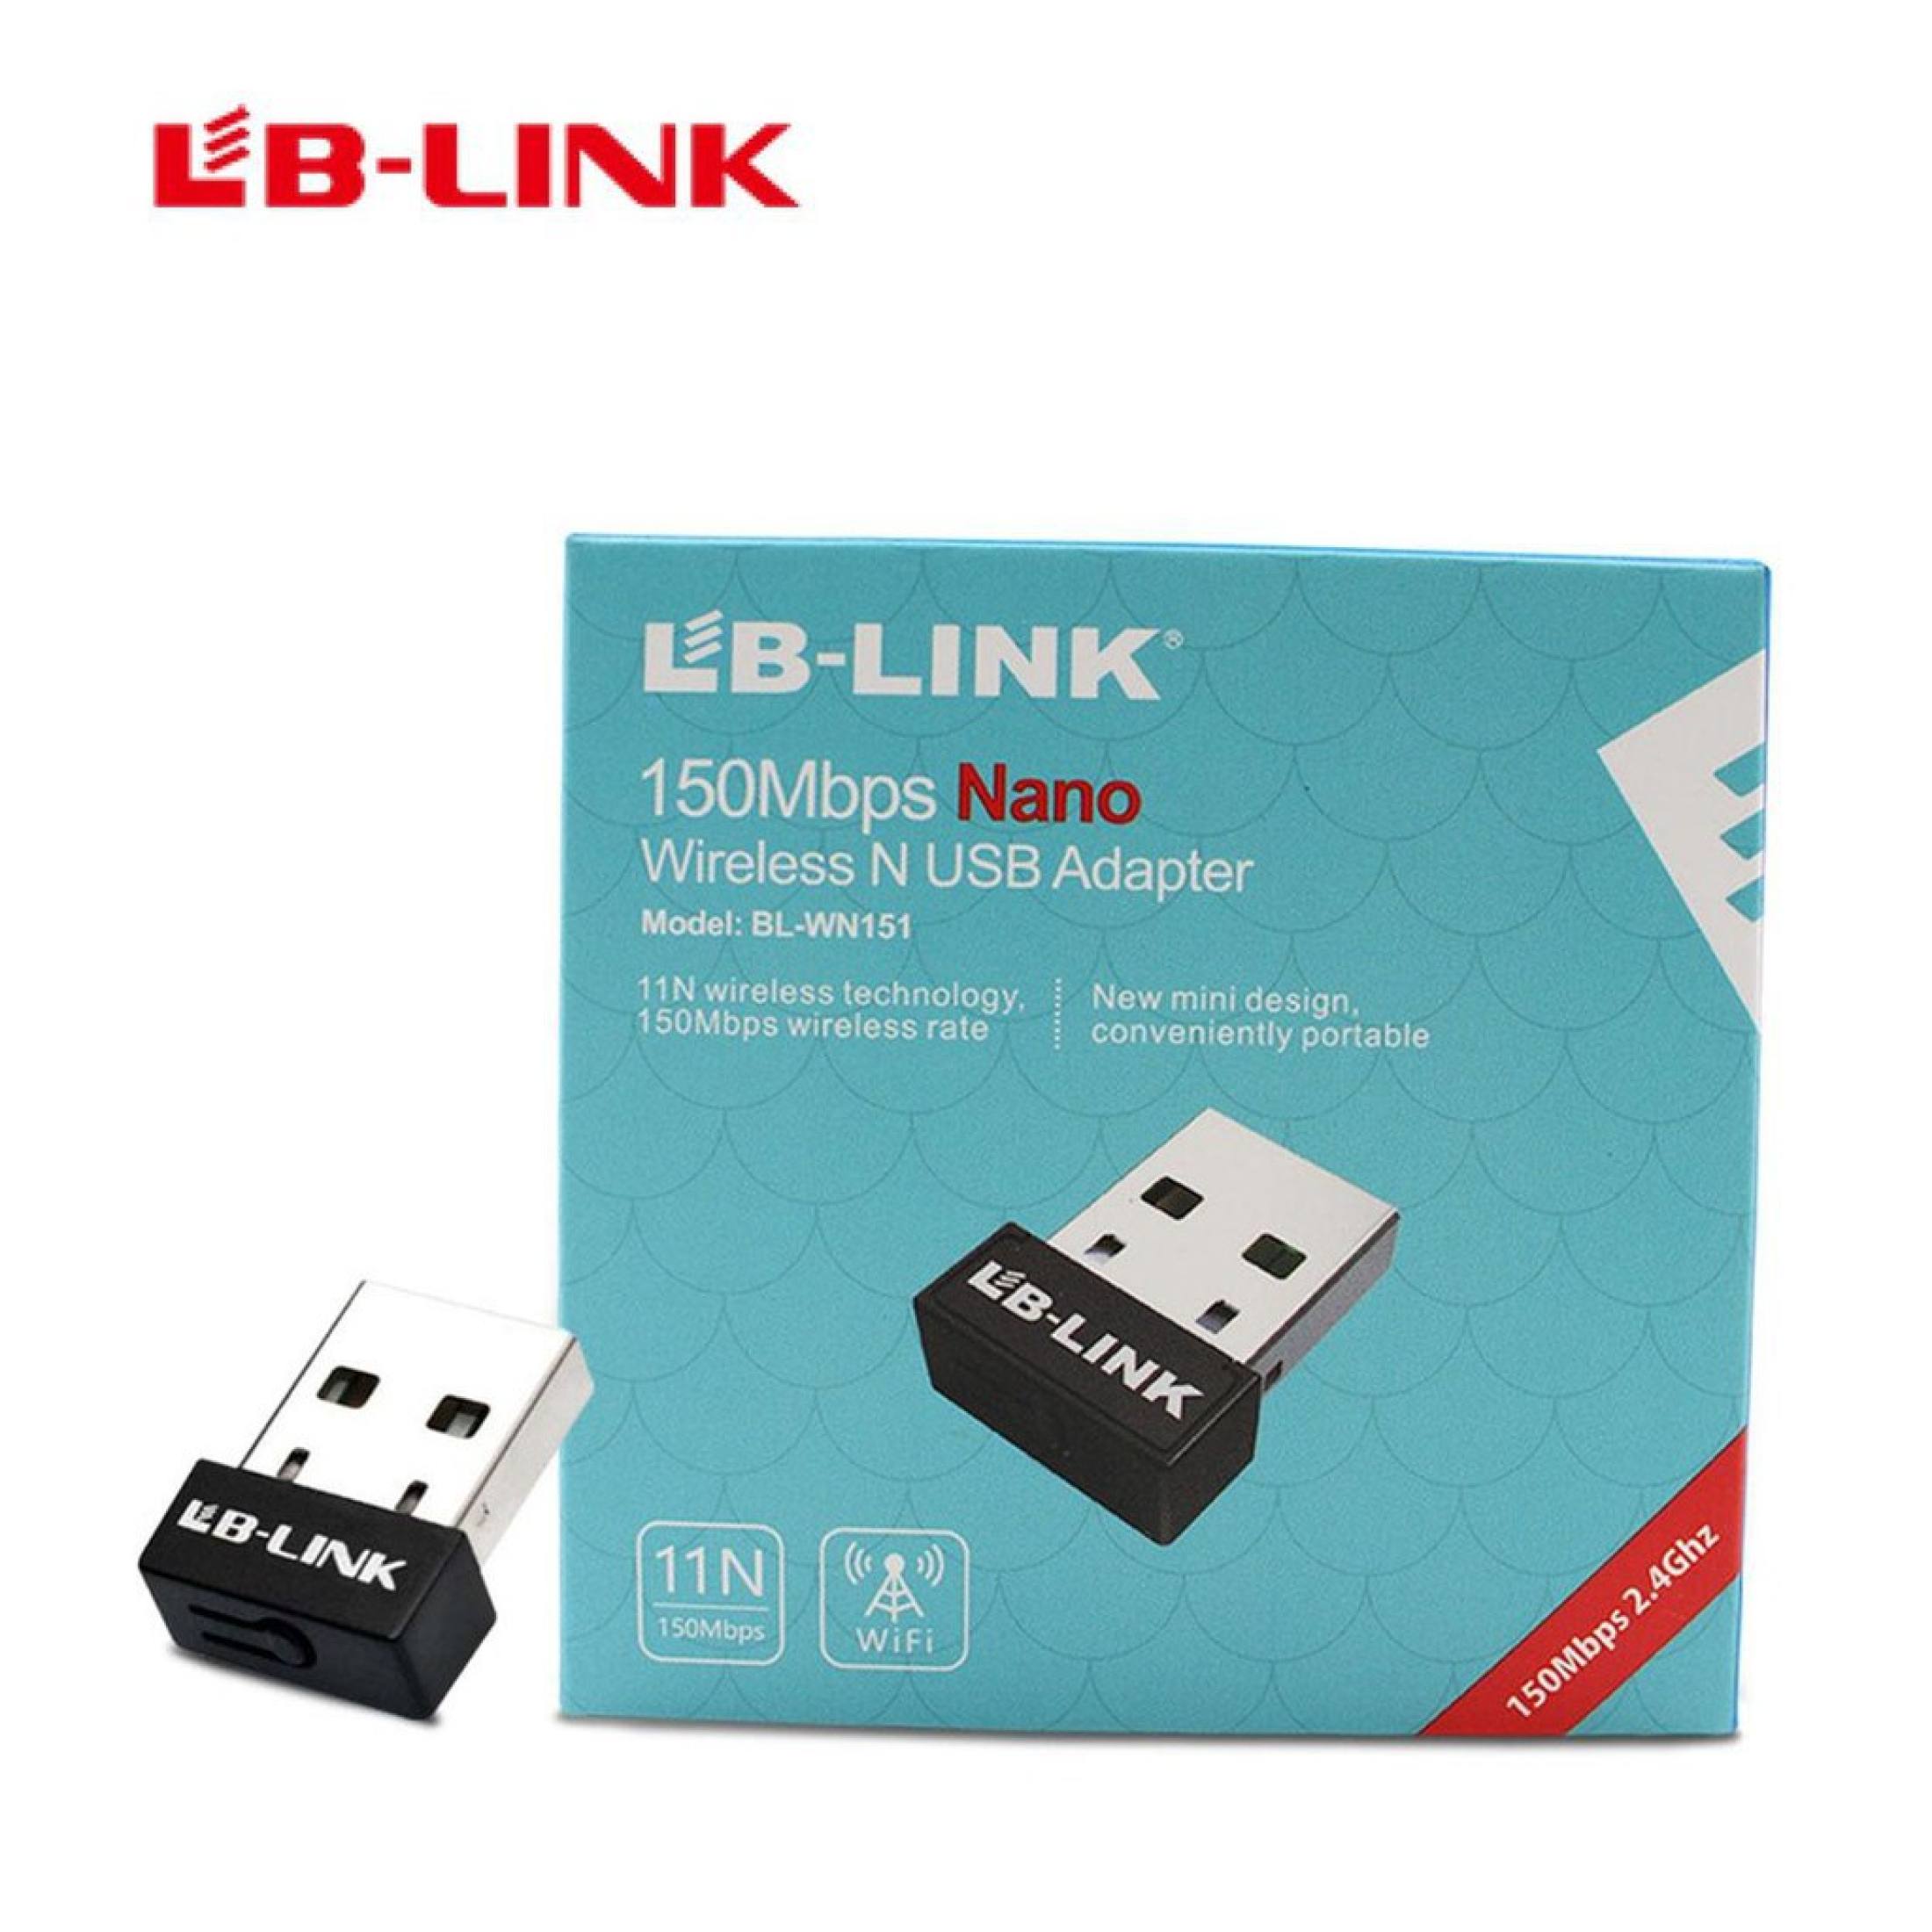 LB-LINK
LB-LINK®
150Mbps Nano
Wireless N USB Adapter
Model: BL-WN151
11N wireless technology,
150Mbps wireless rate
New mini design,
conveniently portable
LB-LINK
LB-LINK
11N
150Mbps
WiFi
150Mbps 2.4Ghz